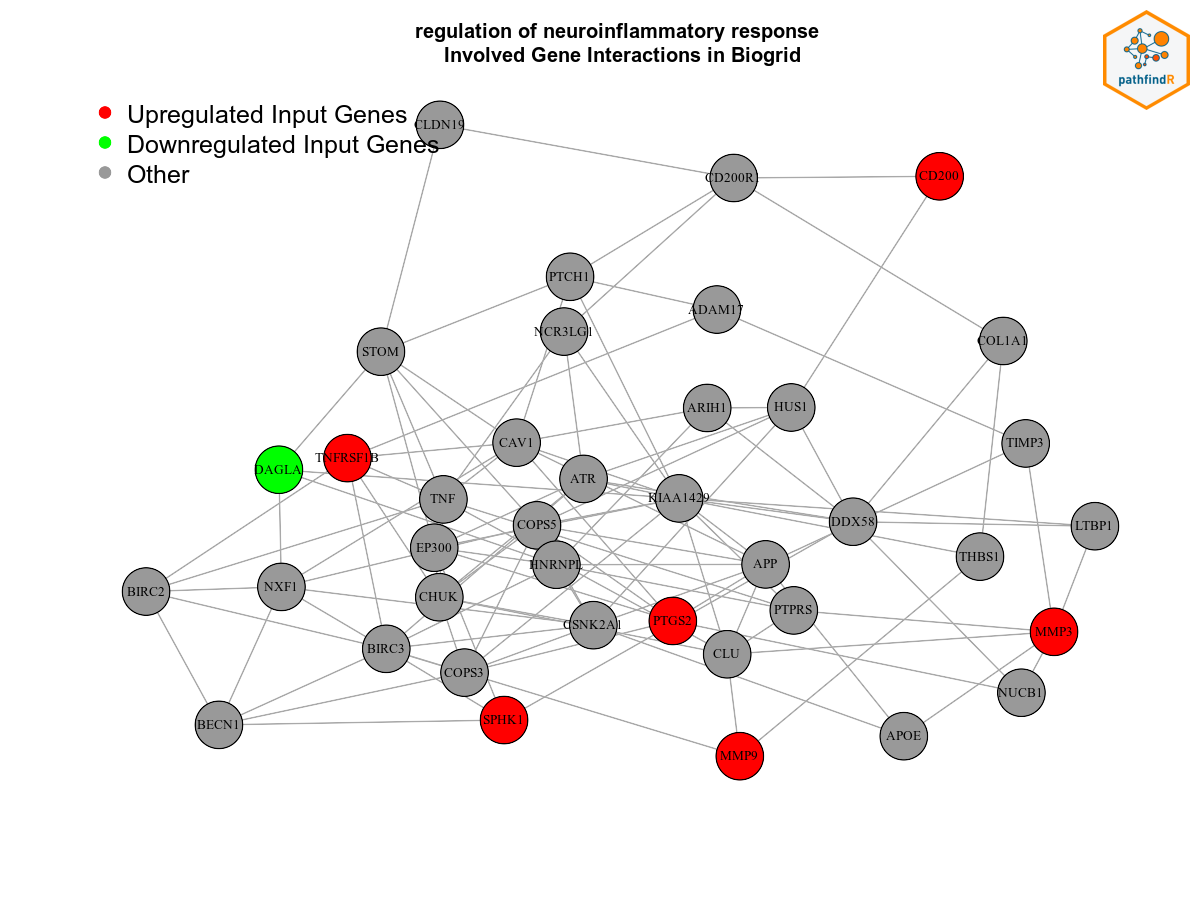 regulation of neuroinflammatory response
Involved Gene Interactions in Biogrid
pathfindR
Upregulated Input Genes
Downregulated Input Genes
Other
CLDN19
CD200R1
CD200
PTCH1
ADAM17
NCR3LG1
COL1A1
STOM
ARIH1
HUS1
CAV1
TIMP3
TNFRSF1B
DAGLA
ATR
TNF
KIAA1429
COPS5
DDX58
LTBP1
EP300
THBS1
HNRNPL
APP
BIRC2
NXF1
CHUK
PTPRS
CSNK2A1
PTGS2
MMP3
BIRC3
CLU
COPS3
NUCB1
BECN1
SPHK1
APOE
MMP9